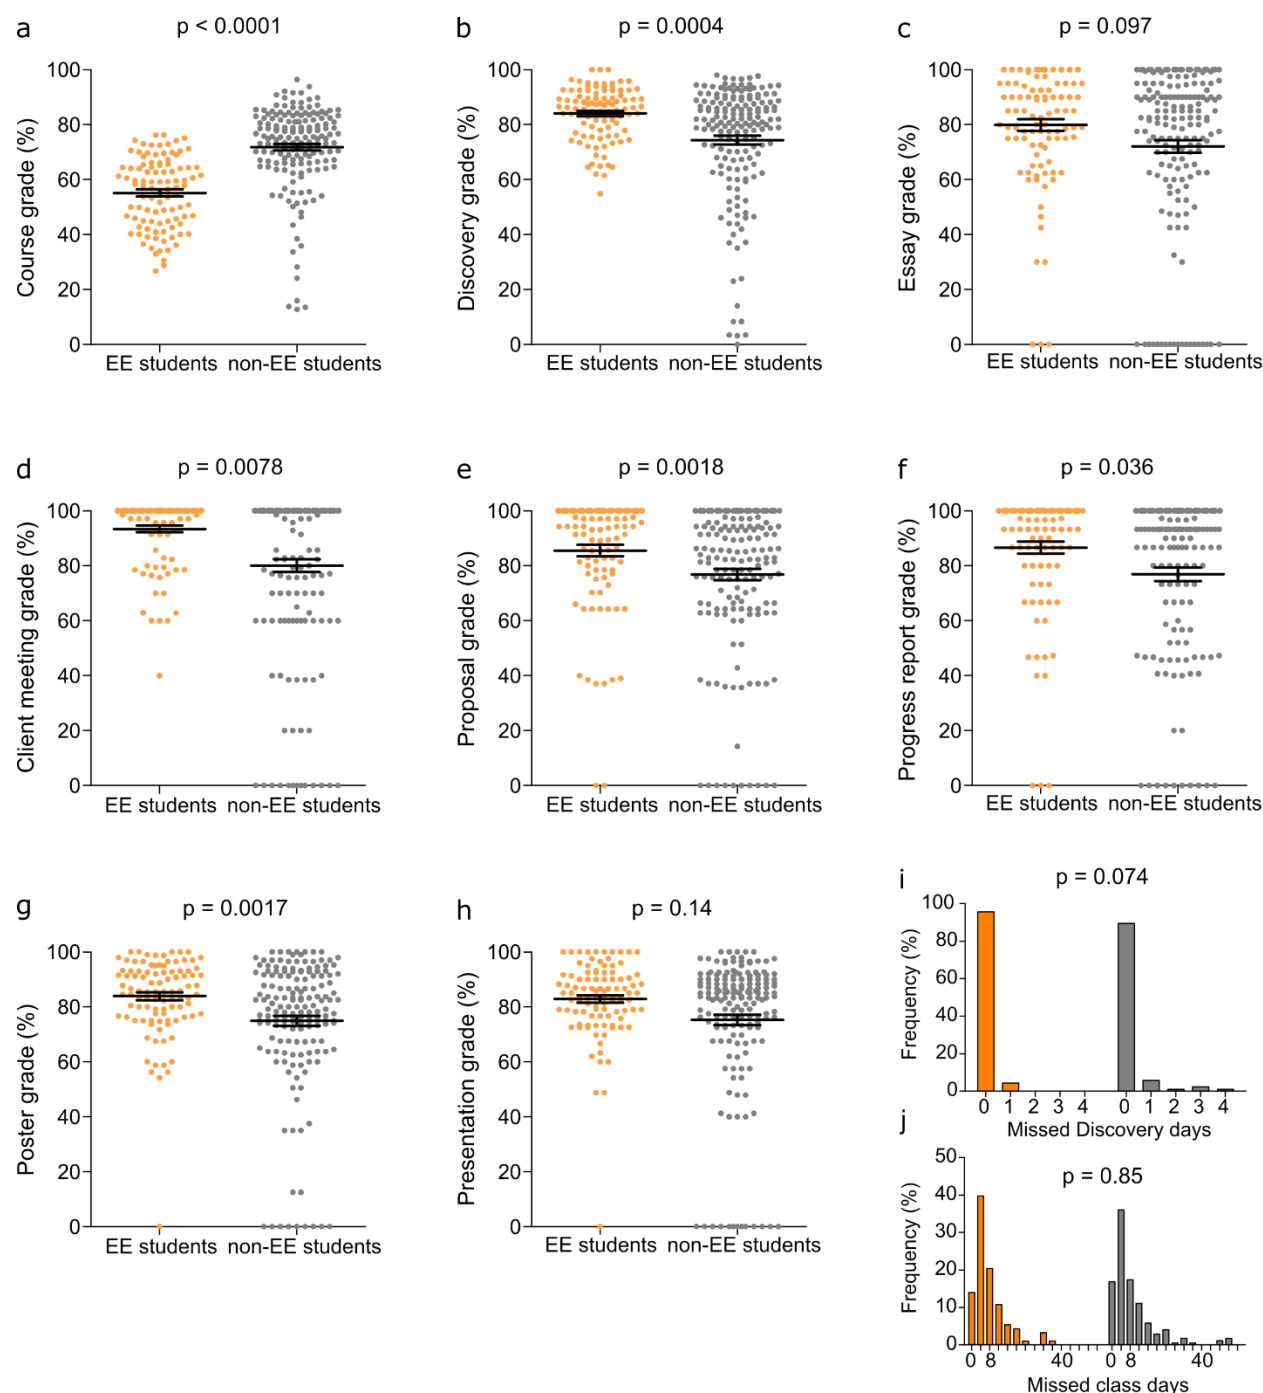 a
p < 0.0001
Course grade (%)
100
80
60
40
20
0
EE students
non-EE students
b
p = 0.0004
Discovery grade (%)
100
80
60
40
20
0
EE students
non-EE students
c
p = 0.097
Essay grade (%)
100
80
60
40
20
0
EE students
non-EE students
d
p = 0.0078
Client meeting grade (%)
100
80
60
40
20
0
EE students
non-EE students
e
p = 0.0018
Proposal grade (%)
100
80
60
40
20
0
EE students
non-EE students
f
p = 0.036
Progress report grade (%)
100
80
60
40
20
0
EE students
non-EE students
g
p = 0.0017
Poster grade (%)
100
80
60
40
20
0
EE students
non-EE students
h
p = 0.14
Presentation grade (%)
100
80
60
40
20
0
EE students
non-EE students
i
p = 0.074
Frequency (%)
100
80
60
40
20
0
0 1 2 3 4 0 1 2 3 4
Missed Discovery days
j
p = 0.85
Frequency (%)
50
40
30
20
10
0
0 8 40 0 8 40
Missed class days